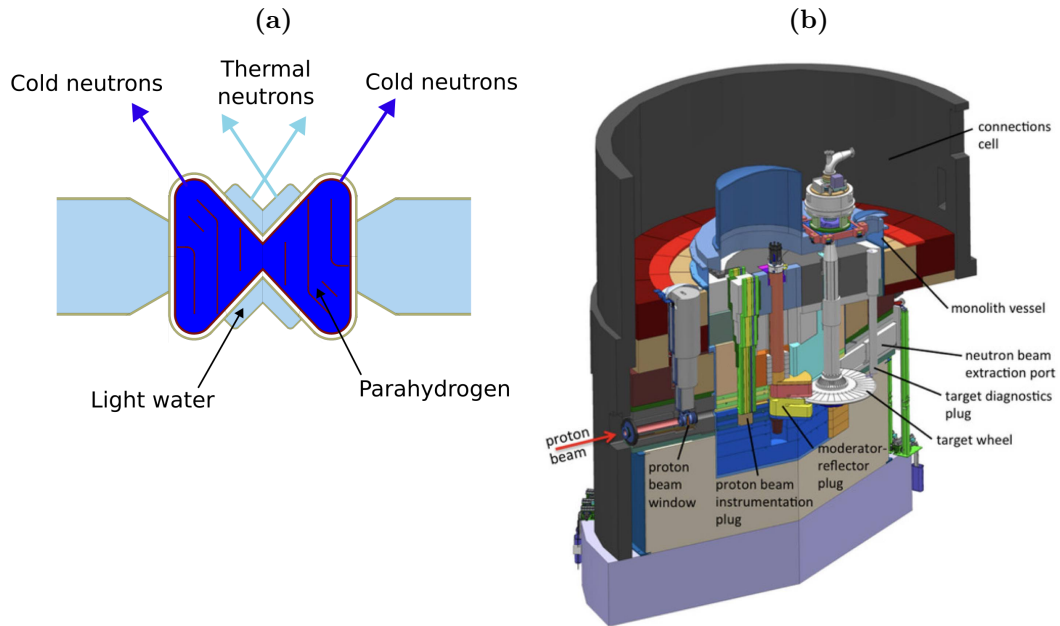 (a)
Cold neutrons
Thermal
neutrons
Cold neutrons
Light water
Parahydrogen
(b)
connections
cell
monolith vessel
neutron beam
extraction port
target diagnostics
plug
target wheel
moderator-
reflector
plug
proton beam
instrumentation
plug
proton
beam
window
proton
beam